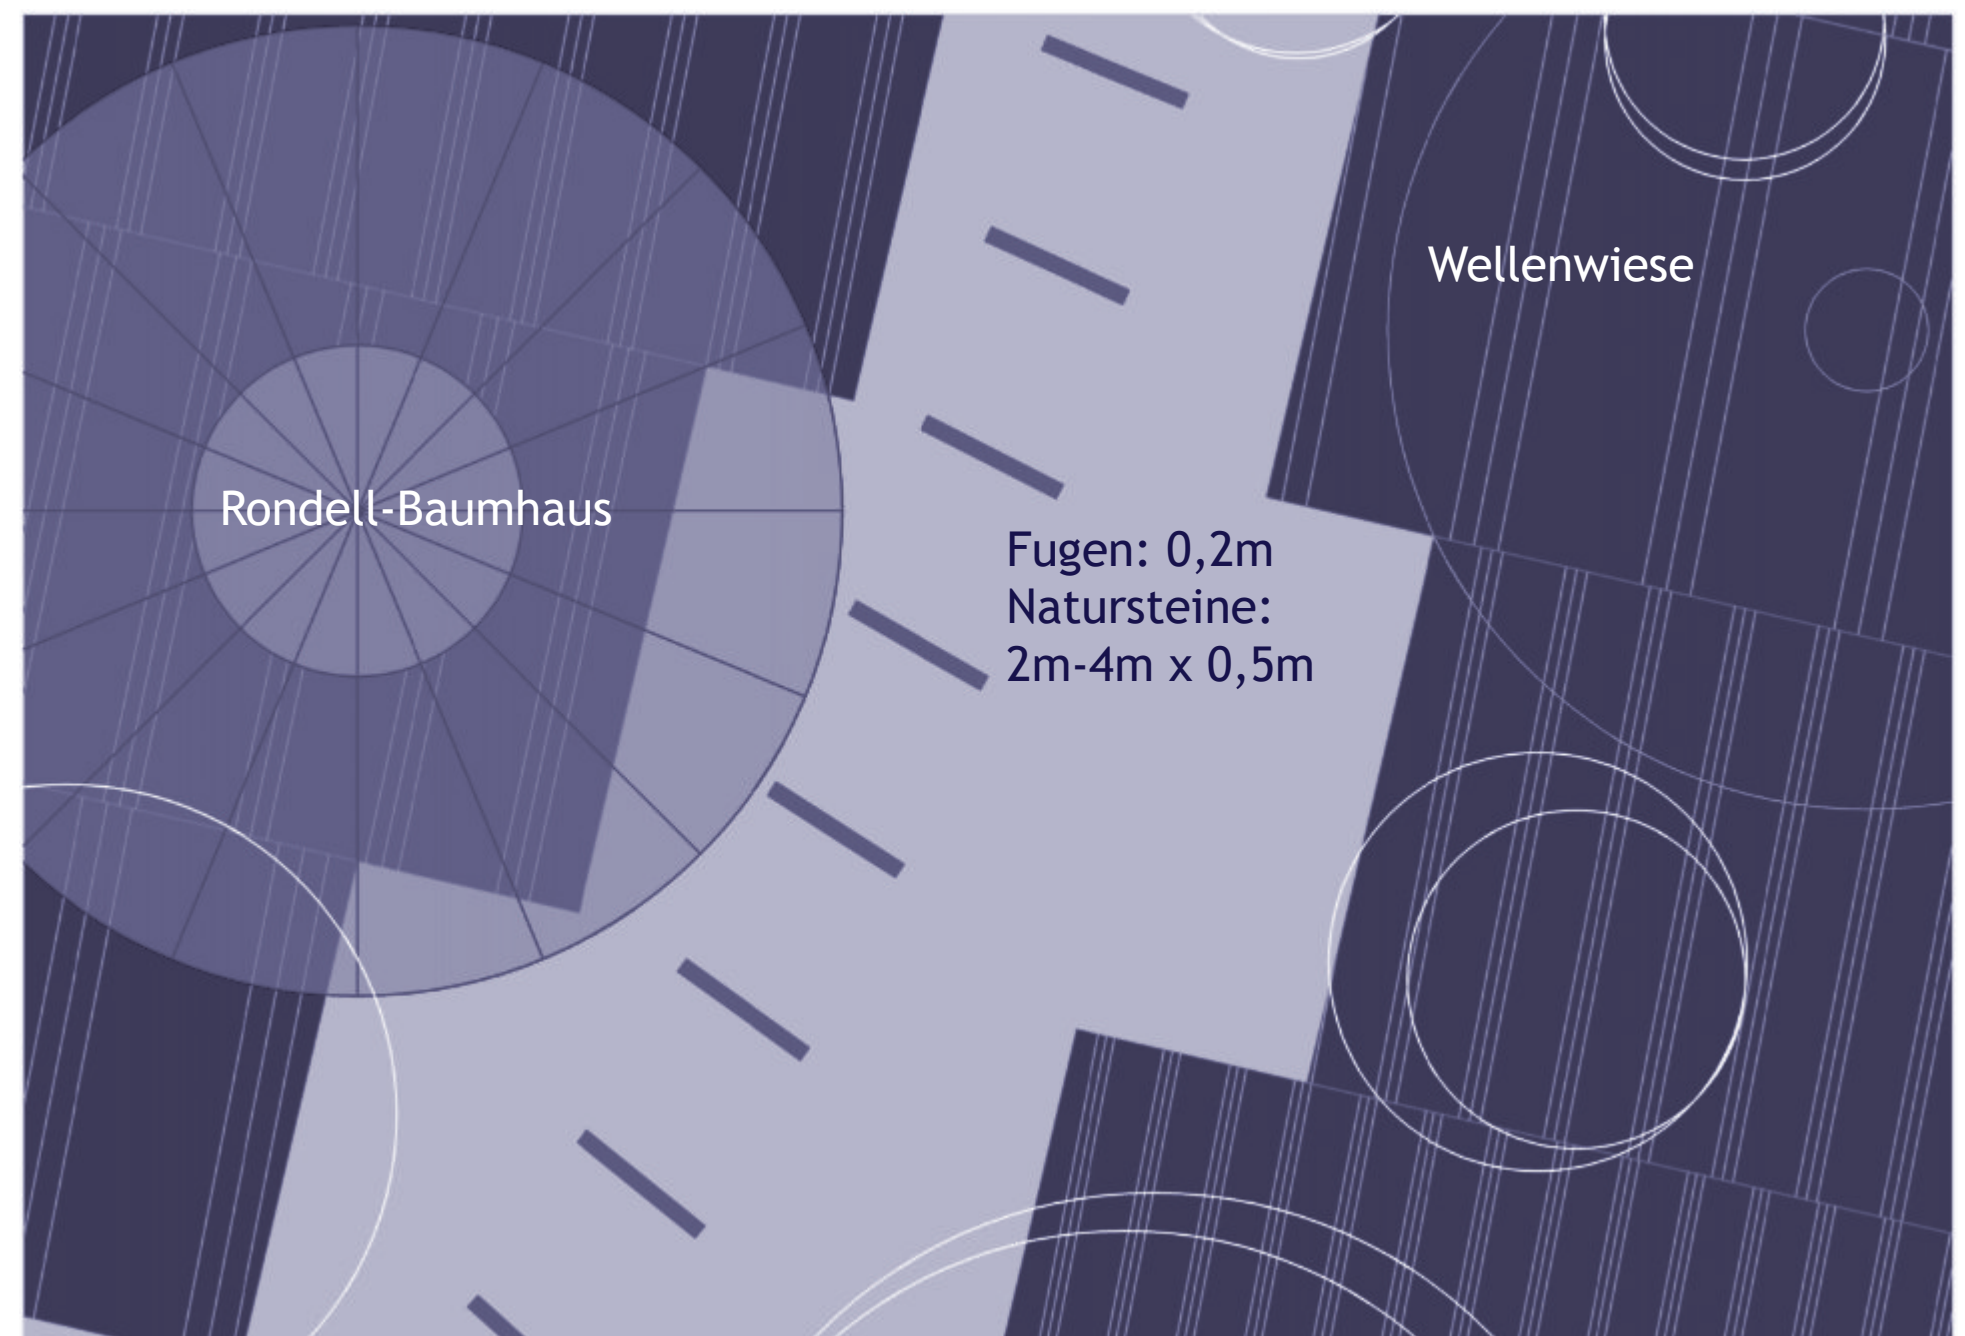 Wellenwiese
Rondell-Baumhaus
Fugen: 0,2m
Natursteine:
2m-4m x 0,5m